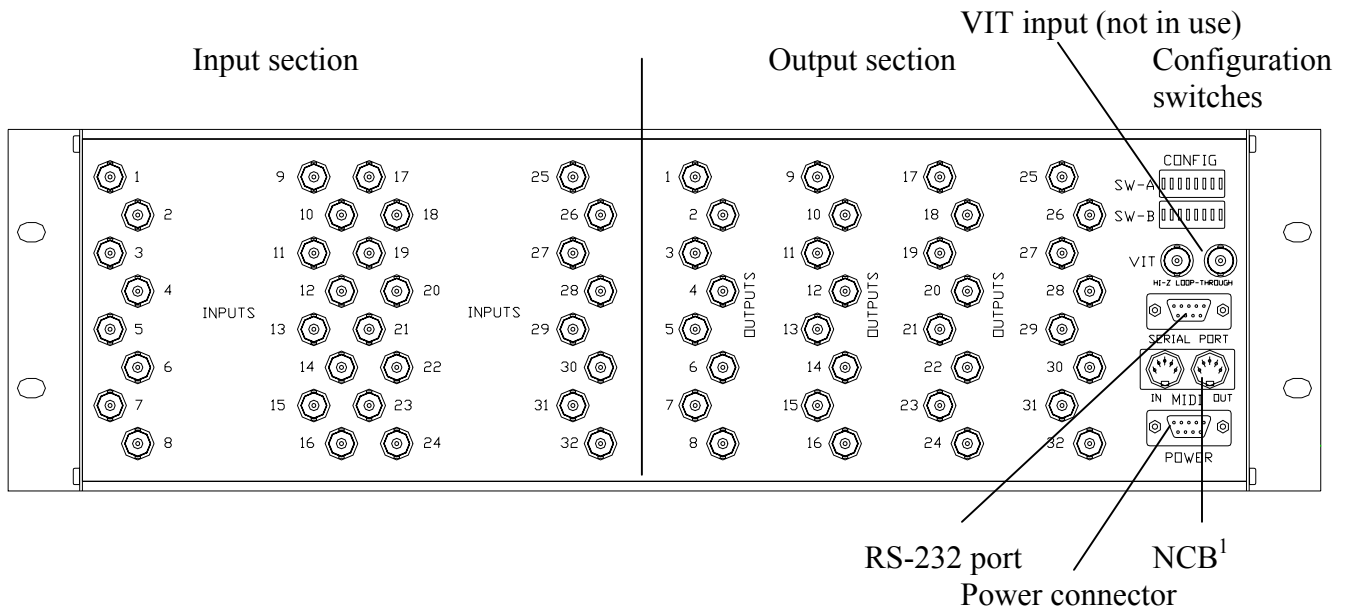 VIT input (not in use)
Input section
Output section
Configuration
switches
1 9 17 25 1 9 17 25
CONFIG
SW-A
2 10 18 26 2 10 18 26
SW-B
3 11 19 27 3 11 19 27
VIT
HI-Z LOOP-THROUGH
4 12 20 28 4 12 20 28
INPUTS INPUTS
OUTPUTS OUTPUTS OUTPUTS
5 13 21 29 5 13 21 29
SERIAL PORT
6 14 22 30 6 14 22 30
IN MIDI OUT
7 15 23 31 7 15 23 31
8 16 24 32 8 16 24 32
POWER
RS-232 port
NCB1
Power connector